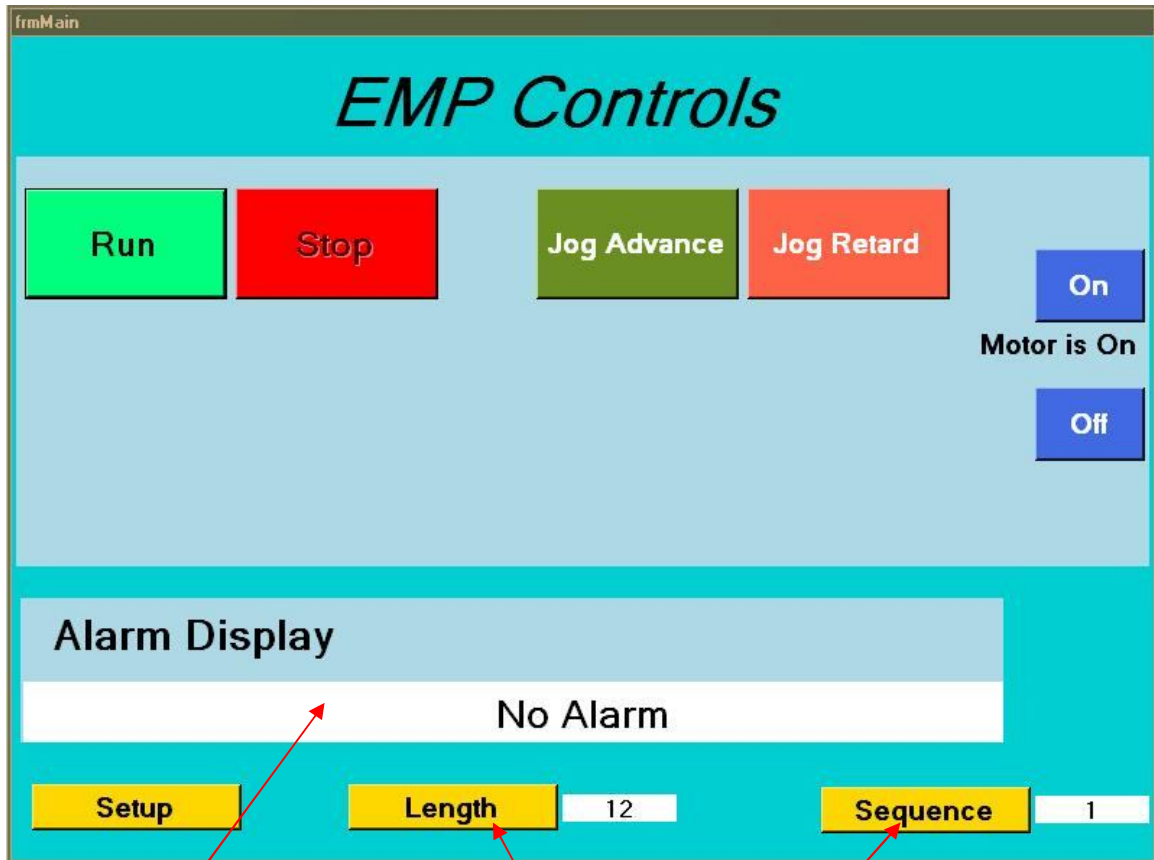 frmMain
EMP Controls
Run
Stop
Jog Advance
Jog Retard
On
Motor is On
Off
Alarm Display
No Alarm
Setup
Length
12
Sequence
1